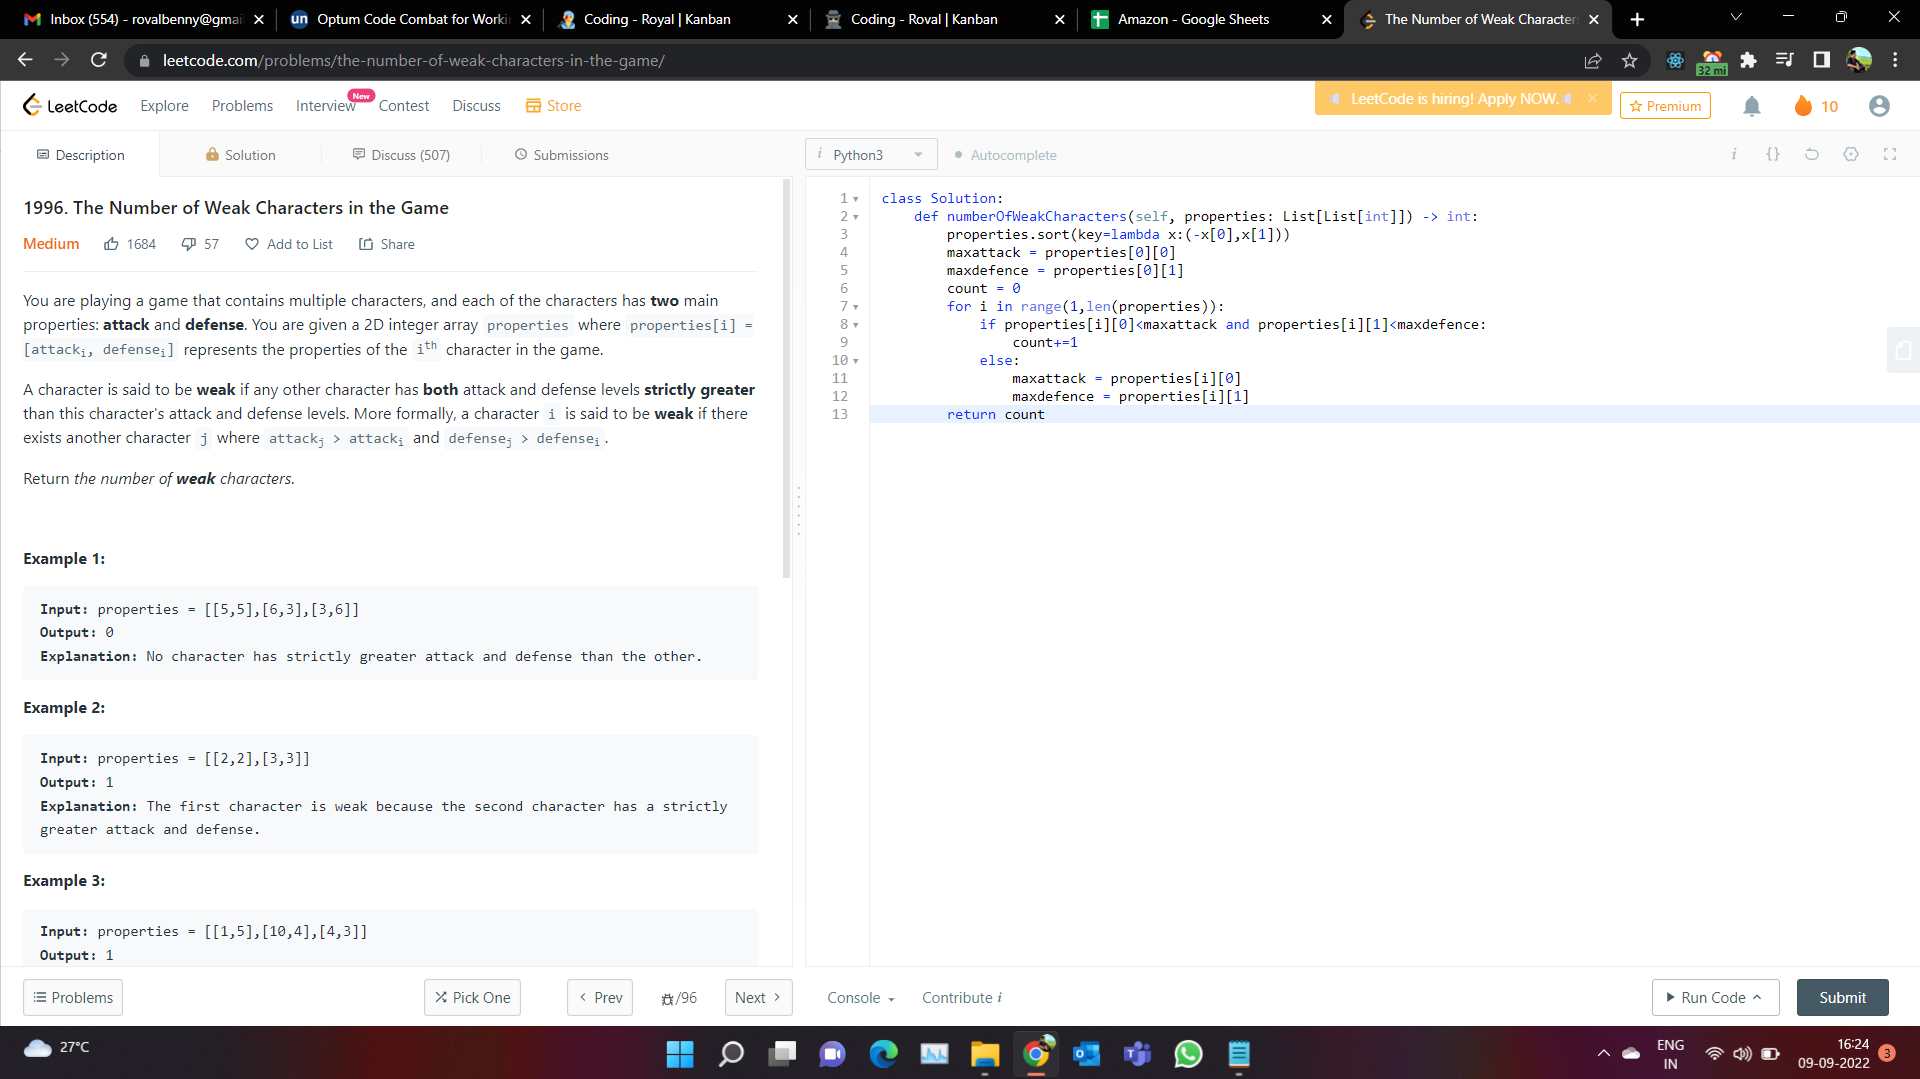 Inbox (554) - rovalbenny@gmai
Optum Code Combat for Worki
Coding - Royal | Kanban
Coding - Roval | Kanban
Amazon - Google Sheets
The Number of Weak Character
leetcode.com/problems/the-number-of-weak-characters-in-the-game/
32 mi
LeetCode
Explore
Problems
Interview
New
Contest
Discuss
Store
LeetCode is hiring! Apply NOW.
Premium
10
Description
Solution
Discuss (507)
Submissions
i Python3
Autocomplete
i
{}
1996. The Number of Weak Characters in the Game
Medium
1684
57
Add to List
Share
You are playing a game that contains multiple characters, and each of the characters has two main
properties: attack and defense. You are given a 2D integer array properties where properties[i] =
[attacki, defensei] represents the properties of the ith character in the game.
A character is said to be weak if any other character has both attack and defense levels strictly greater
than this character's attack and defense levels. More formally, a character i is said to be weak if there
exists another character j where attackj > attacki and defensej > defensei.
Return the number of weak characters.
Example 1:
Input: properties = [[5,5],[6,3],[3,6]]
Output: 0
Explanation: No character has strictly greater attack and defense than the other.
Example 2:
Input: properties = [[2,2],[3,3]]
Output: 1
Explanation: The first character is weak because the second character has a strictly
greater attack and defense.
Example 3:
Input: properties = [[1,5],[10,4],[4,3]]
Output: 1
1 class Solution:
2 def numberOfWeakCharacters(self, properties: List[List[int]]) -> int:
3 properties.sort(key=lambda x:(-x[0],x[1]))
4 maxattack = properties[0][0]
5 maxdefence = properties[0][1]
6 count = 0
7 for i in range(1,len(properties)):
8 if properties[i][0]<maxattack and properties[i][1]<maxdefence:
9 count+=1
10 else:
11 maxattack = properties[i][0]
12 maxdefence = properties[i][1]
13 return count
Problems
Pick One
Prev
/96
Next
Console
Contribute i
Run Code
Submit
27°C
ENG
IN
16:24
09-09-2022
3